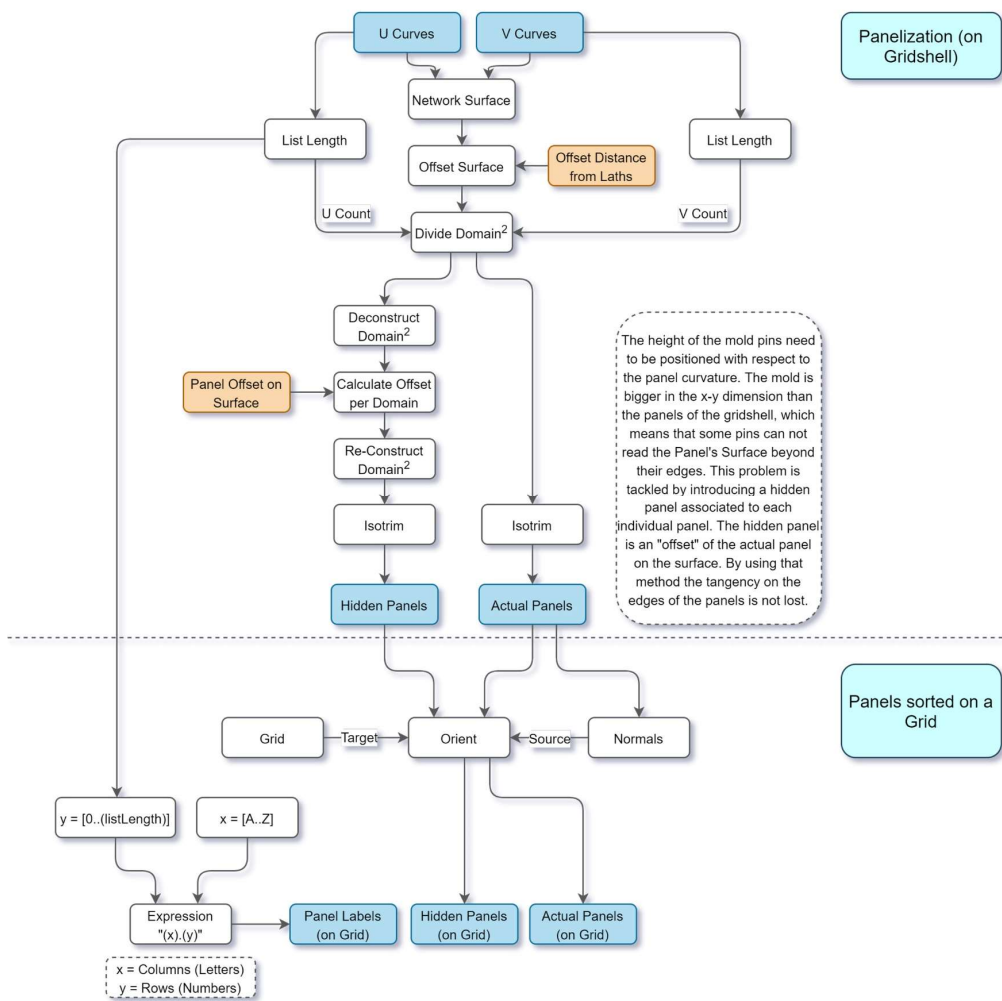 U Curves
V Curves
Panelization (on
Gridshell)
Network Surface
List Length
List Length
Offset Surface
Offset Distance
from Laths
U Count
V Count
Divide Domain²
Deconstruct
Domain²
Panel Offset on
Surface
Calculate Offset
per Domain
Re-Construct
Domain²
Isotrim
Isotrim
The height of the mold pins need
to be positioned with respect to
the panel curvature. The mold is
bigger in the x-y dimension than
the panels of the gridshell, which
means that some pins can not
read the Panel's Surface beyond
their edges. This problem is
tackled by introducing a hidden
panel associated to each
individual panel. The hidden panel
is an "offset" of the actual panel
on the surface. By using that
method the tangency on the
edges of the panels is not lost.
Hidden Panels
Actual Panels
Panels sorted on a
Grid
Grid
Target
Orient
Source
Normals
y = [0..(listLength)]
x = [A..Z]
Expression
"(x).(y)"
Panel Labels
(on Grid)
Hidden Panels
(on Grid)
Actual Panels
(on Grid)
x = Columns (Letters)
y = Rows (Numbers)